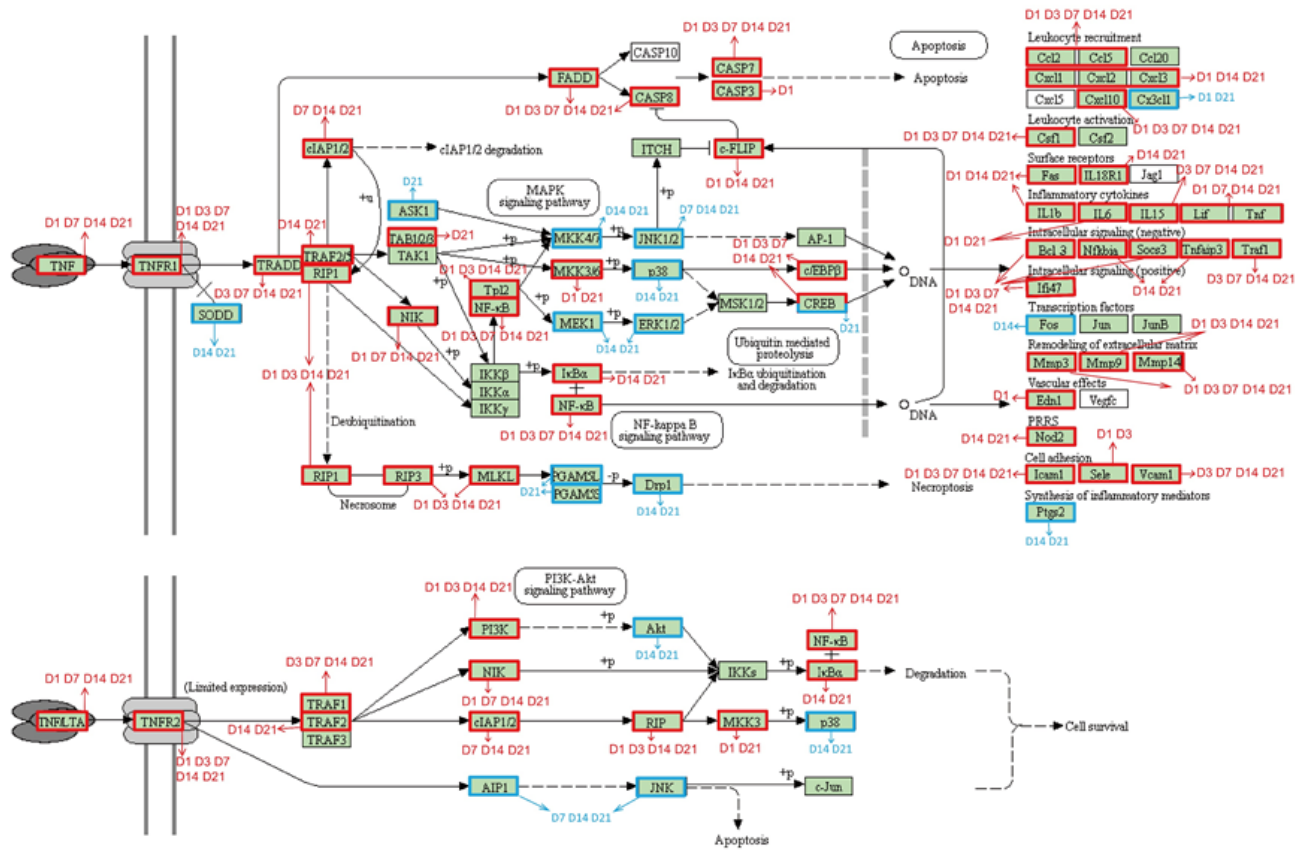 D1 D3 D7 D14 D21
Leukocyte recruitment
Ccl2 Ccl5 Ccl20
Cxcl1 Cxcl2 Cxcl3 D1 D3 D14 D21
Cxcl5 Cxcl10 Cx3cl1 D1 D21
Leukocyte activation D1 D3 D7 D14 D21
D1 D3 D7 D14 D21 Csf1 Csf2
Surface receptors D14 D21
D1 D14 D21 Fas IL18R1 Jag1 D3 D7 D14 D21
Inflammatory cytokines D1 D7 D14 D21
IL1b IL6 IL15 Lif Tnf
D1 D21 Intracellular signaling (negative)
Bcl-3 Nfkbia Socs3 Tnfaip3 Traf1
Intracellular signaling (positive) D3 D7 D14 D21
D1 D3 D7 D14 D21 Ifi47 D14 D21
Transcription factors
D14 Fos Jun JunB D1 D3 D14 D21
Remodeling of extracellular matrix
Mmp3 Mmp9 Mmp14
D1 D3 D7 D14 D21
Vascular effects
D1 Edn1 Vegfc
PRRS
D14 D21 Nod2
Cell adhesion D1 D3
D1 D3 D7 D14 D21 Icam1 Sele Vcam1 D3 D7 D14 D21
Synthesis of inflammatory mediators
Ptgs2
D14 D21
D1 D3 D7 D14 D21
Apoptosis
CASP10
FADD CASP7 Apoptosis
CASP8 CASP3 D1
D1 D3 D7 D14 D21
D7 D14 D21
cIAP1/2 cIAP1/2 degradation ITCH c-FLIP
D1 D14 D21
+u +p
D21
ASK1
MAPK
signaling pathway
D14 D21 D7 D14 D21
D1 D7 D14 D21
D1 D3 D7
D14 D21
D14 D21
TAB1/2/3 D21
TAK1
+p MKK4/7 +p JNK1/2 AP-1
TNF TNFR1 TRADD TRAF2/5
RIP1
+p MKK3/6 +p p38 c/EBPβ DNA
D1 D3 D7
D14 D21
D1 D21 D14 D21
D3 D7 D14 D21
Tpl2
NF-κB
D14 D21
+p MSK1/2 CREB
D21
SODD
D14 D21
NIK
+p MEK1 +p ERK1/2
D1 D3 D7 D14 D21 D14 D21
D1 D7 D14 D21 +p
Ubiquitin mediated
proteolysis
IKKβ
IKKα
IKKγ
+p IκBα IκBα ubiquitination
and degradation
D14 D21
D1 D3 D14 D21
NF-κB DNA
D1 D3 D7 D14 D21
NF-kappa B
signaling pathway
Deubiquitination
RIP1 RIP3 +p MLKL PGAM5L -p Drp1 Necroptosis
PGAM5S
D21
Necrosome D1 D3 D14 D21 D14 D21
PI3K-Akt
signaling pathway
D1 D3 D14 D21 D1 D3 D7 D14 D21
+p
PI3K Akt NF-κB
D14 D21
D3 D7 D14 D21
D1 D7 D14 D21
(Limited expression)
NIK +p IKKs +p IκBα Degradation
D1 D7 D14 D21 D14 D21
TNF/LTA TNFR2 TRAF1
TRAF2
TRAF3
D14 D21
cIAP1/2 RIP MKK3 +p p38 Cell survival
D7 D14 D21 D1 D3 D14 D21 D1 D21 D14 D21
D1 D3 D7
D14 D21
AIP1 JNK +p c-Jun
D7 D14 D21
Apoptosis